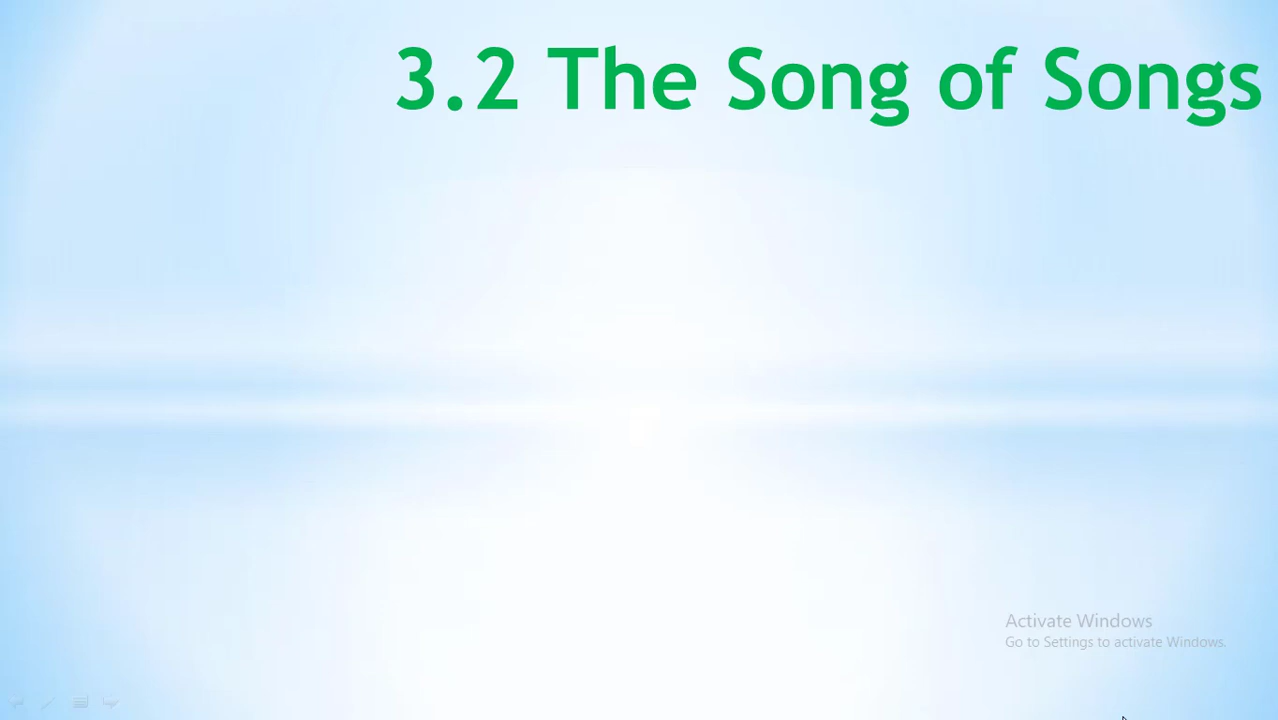 3.2 The Song of Songs
Activate Windows
Go to Settings to activate Windows.